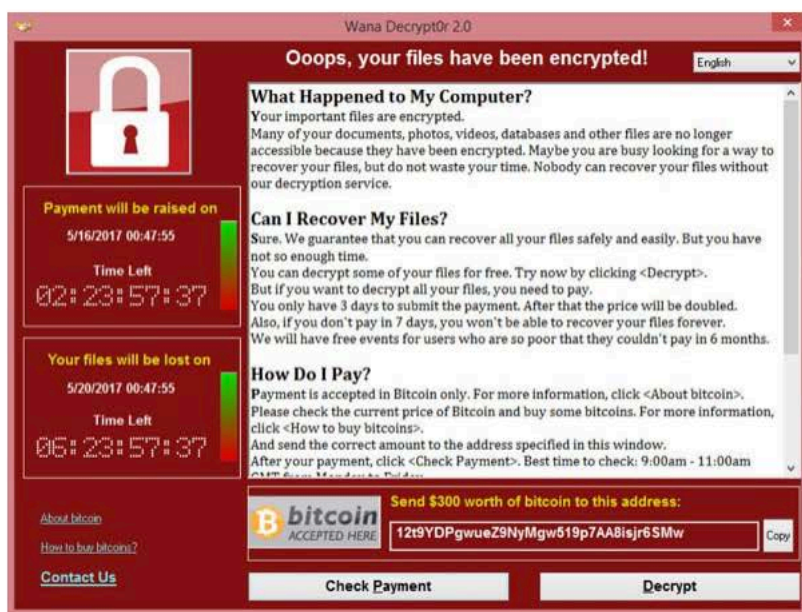 Wana Decrypt0r 2.0
Ooops, your files have been encrypted!
English
What Happened to My Computer?
Your important files are encrypted.
Many of your documents, photos, videos, databases and other files are no longer
accessible because they have been encrypted. Maybe you are busy looking for a way to
recover your files, but do not waste your time. Nobody can recover your files without
our decryption service.
Can I Recover My Files?
Sure. We guarantee that you can recover all your files safely and easily. But you have
not so enough time.
You can decrypt some of your files for free. Try now by clicking <Decrypt>.
But if you want to decrypt all your files, you need to pay.
You only have 3 days to submit the payment. After that the price will be doubled.
Also, if you don`t pay in 7 days, you won`t be able to recover your files forever.
We will have free events for users who are so poor that they couldn`t pay in 6 months.
How Do I Pay?
Payment is accepted in Bitcoin only. For more information, click <About bitcoin>.
Please check the current price of Bitcoin and buy some bitcoins. For more information,
click <How to buy bitcoins>.
And send the correct amount to the address specified in this window.
After your payment, click <Check Payment>. Best time to check: 9:00am - 11:00am
GMT from Monday to Friday.
Payment will be raised on
5/16/2017 00:47:55
Time Left
02:23:57:37
Your files will be lost on
5/20/2017 00:47:55
Time Left
06:23:57:37
About bitcoin
How to buy bitcoins?
Contact Us
bitcoin
ACCEPTED HERE
Send $300 worth of bitcoin to this address:
12t9YDPgwueZ9NyMgw519p7AA8isjr6SMw
Copy
Check Payment
Decrypt